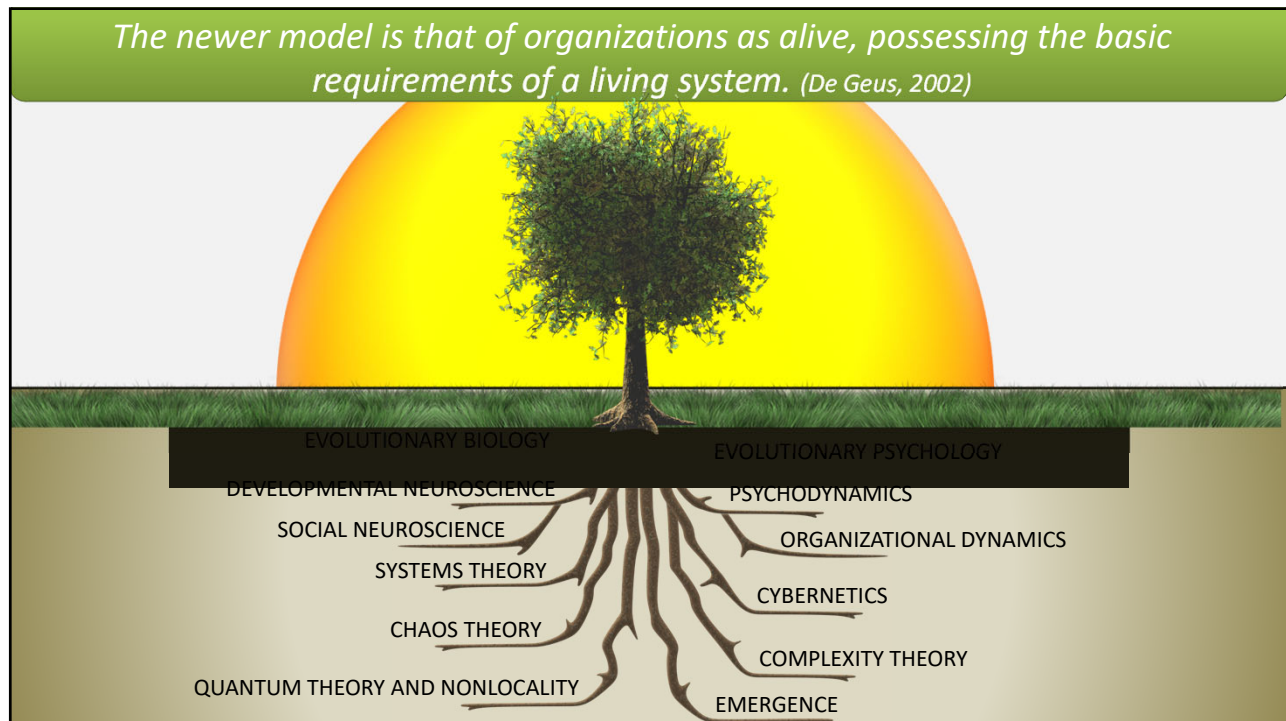 The newer model is that of organizations as alive, possessing the basic
requirements of a living system. (De Geus, 2002)
EVOLUTIONARY BIOLOGY
EVOLUTIONARY PSYCHOLOGY
DEVELOPMENTAL NEUROSCIENCE
PSYCHODYNAMICS
SOCIAL NEUROSCIENCE
ORGANIZATIONAL DYNAMICS
SYSTEMS THEORY
CYBERNETICS
CHAOS THEORY
COMPLEXITY THEORY
QUANTUM THEORY AND NONLOCALITY
EMERGENCE